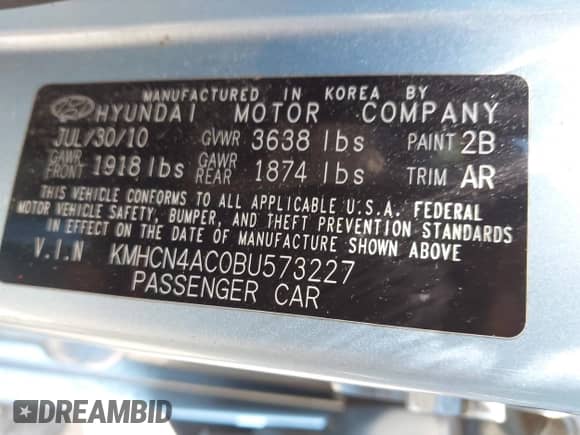 MANUFACTURED IN KOREA BY
HYUNDAI MOTOR COMPANY
JUL/30/10 GVWR 3638 lbs PAINT 2B
GAWR FRONT 1918 lbs GAWR REAR 1874 lbs TRIM AR
THIS VEHICLE CONFORMS TO ALL APPLICABLE U.S.A. FEDERAL
MOTOR VEHICLE SAFETY, BUMPER, AND THEFT PREVENTION STANDARDS
IN EFFECT ON THE DATE OF MANUFACTURE SHOWN ABOVE
V.I.N KMHCN4AC0BU573227
PASSENGER CAR
DREAMBID